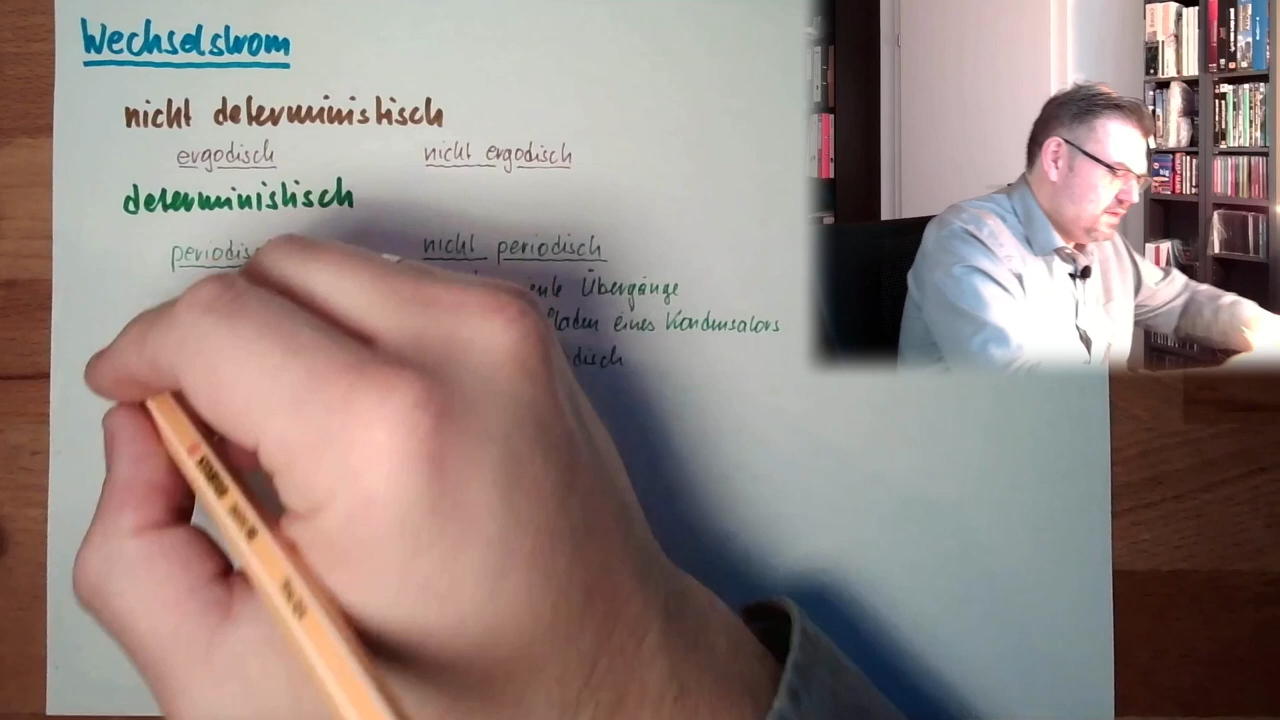 Wechselstrom
nicht deterministisch
ergodisch nicht ergodisch
deterministisch
nicht periodisch
Übergänge
eines Kondensators